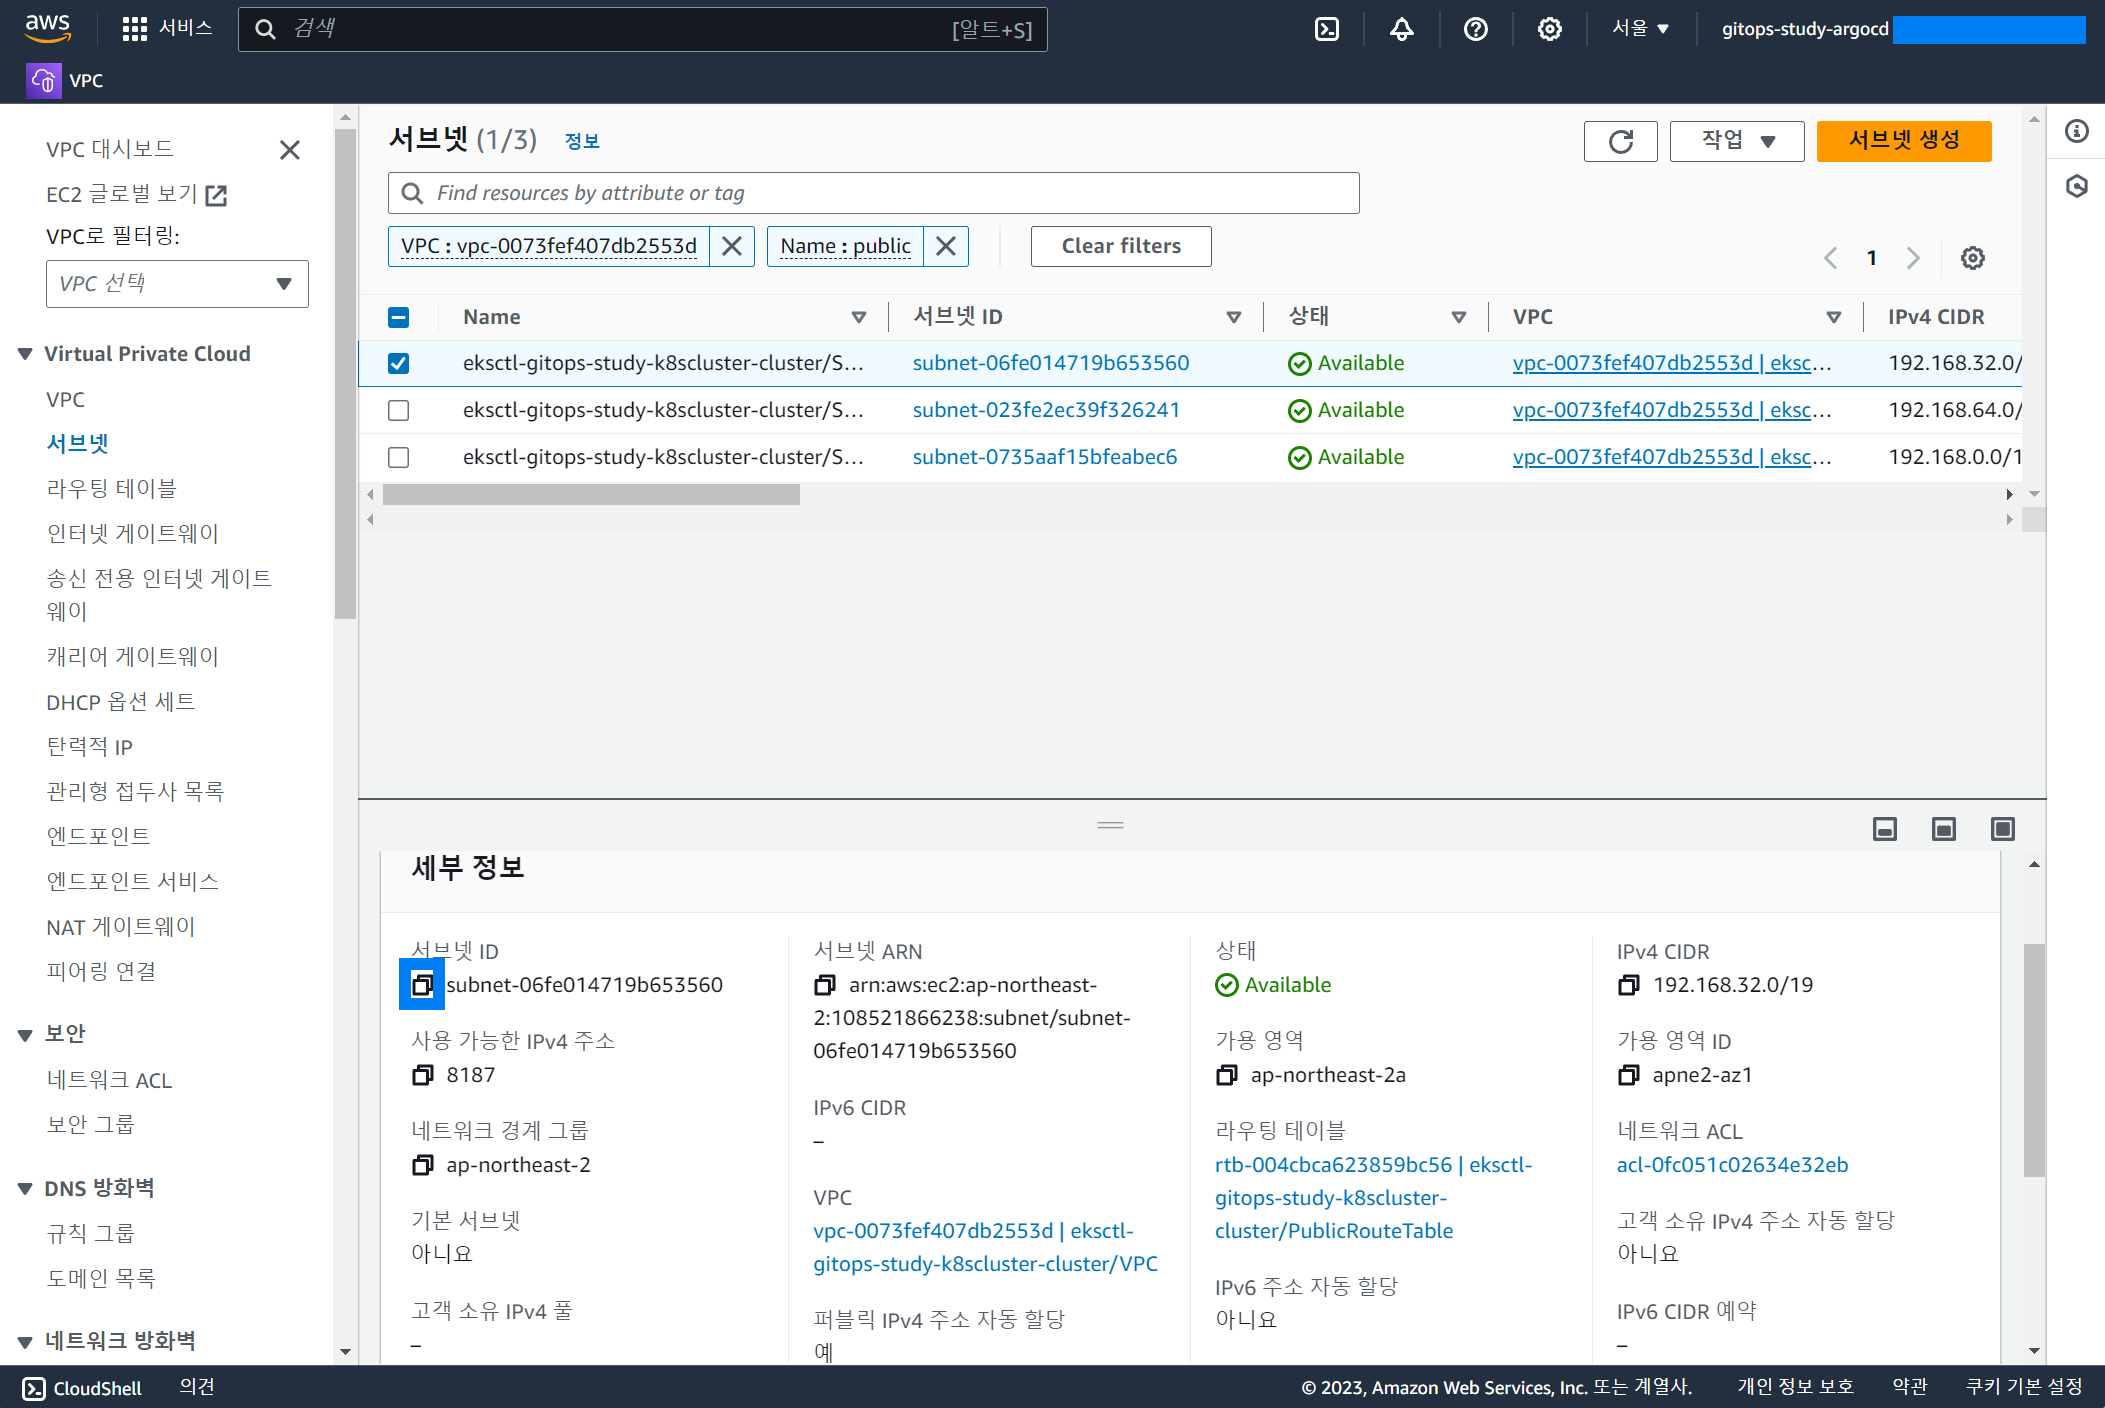 aws
서비스
검색
[알트+S]
서울
gitops-study-argocd
VPC
VPC 대시보드
EC2 글로벌 보기
VPC로 필터링:
VPC 선택
Virtual Private Cloud
VPC
서브넷
라우팅 테이블
인터넷 게이트웨이
송신 전용 인터넷 게이트
웨이
캐리어 게이트웨이
DHCP 옵션 세트
탄력적 IP
관리형 접두사 목록
엔드포인트
엔드포인트 서비스
NAT 게이트웨이
피어링 연결
보안
네트워크 ACL
보안 그룹
DNS 방화벽
규칙 그룹
도메인 목록
네트워크 방화벽
서브넷 (1/3) 정보
작업
서브넷 생성
Find resources by attribute or tag
VPC : vpc-0073fef407db2553d
Name : public
Clear filters
1
Name 서브넷 ID 상태 VPC IPv4 CIDR
eksctl-gitops-study-k8scluster-cluster/S... subnet-06fe014719b653560 Available vpc-0073fef407db2553d | eksc... 192.168.32.0/
eksctl-gitops-study-k8scluster-cluster/S... subnet-023fe2ec39f326241 Available vpc-0073fef407db2553d | eksc... 192.168.64.0/
eksctl-gitops-study-k8scluster-cluster/S... subnet-0735aaf15bfeabec6 Available vpc-0073fef407db2553d | eksc... 192.168.0.0/1
세부 정보
서브넷 ID
subnet-06fe014719b653560
사용 가능한 IPv4 주소
8187
네트워크 경계 그룹
ap-northeast-2
기본 서브넷
아니요
고객 소유 IPv4 풀
–
서브넷 ARN
arn:aws:ec2:ap-northeast-
2:108521866238:subnet/subnet-
06fe014719b653560
IPv6 CIDR
–
VPC
vpc-0073fef407db2553d | eksctl-
gitops-study-k8scluster-cluster/VPC
퍼블릭 IPv4 주소 자동 할당
예
상태
Available
가용 영역
ap-northeast-2a
라우팅 테이블
rtb-004cbca623859bc56 | eksctl-
gitops-study-k8scluster-
cluster/PublicRouteTable
IPv6 주소 자동 할당
아니요
IPv4 CIDR
192.168.32.0/19
가용 영역 ID
apne2-az1
네트워크 ACL
acl-0fc051c02634e32eb
고객 소유 IPv4 주소 자동 할당
아니요
IPv6 CIDR 예약
–
CloudShell
의견
© 2023, Amazon Web Services, Inc. 또는 계열사.
개인 정보 보호
약관
쿠키 기본 설정